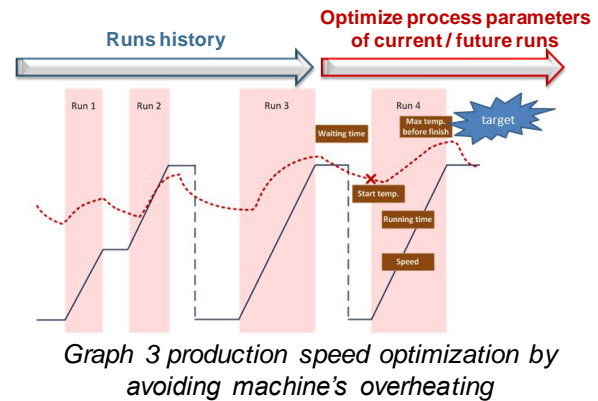 Runs history
Optimize process parameters
of current / future runs
Run 1
Run 2
Run 3
Run 4
Waiting time
Max temp.
before finish
target
Start temp.
Running time
Speed
Graph 3 production speed optimization by
avoiding machine's overheating